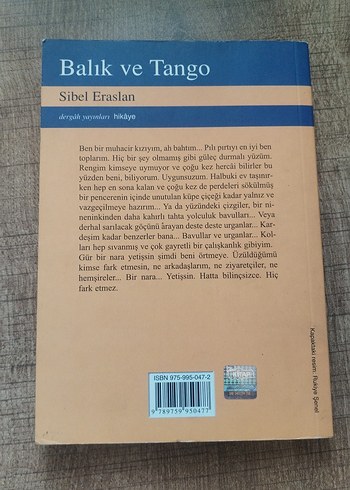 Balık ve Tango
Sibel Eraslan
dergâh yayınları hikâye
Ben bir muhacir kızıyım, ah bahtım... Pılı pırtıyı en iyi ben
toplarım. Hiç bir şey olmamış gibi güleç durmalı yüzüm.
Rengim kimseye uymuyor ve çoğu kez hercâi bilirler bu
yüzden beni, biliyorum. Uygunsuzum. Halbuki ev taşınır-
ken hep en sona kalan ve çoğu kez de perdeleri sökülmüş
bir pencerenin içinde unutulan küpe çiçeği kadar yalnız ve
vazgeçilmeye hazırım... Ya da yüzündeki çizgiler, bir ni-
neninkinden daha kahırlı tahta yolculuk bavulları... Veya
derhal sarılacak göçünü ârayan deste deste urganlar... Kar-
deşim kadar benzerler bana... Bavullar ve urganlar... Kol-
ları hep sıvanmış ve çok gayretli bir çalışkanlık gibiyim.
Gür bir nara yetişsin şimdi beni örtmeye. Üzüldüğümü
kimse fark etmesin, ne arkadaşlarım, ne ziyaretçiler, ne
hemşireler... Bir nara... Yetişsin. Hatta bilinçsizce. Hiç
fark etmez.
Kapaktaki resim: Rukiye Şenel
ISBN 975-995-047-2
9 789759 950477